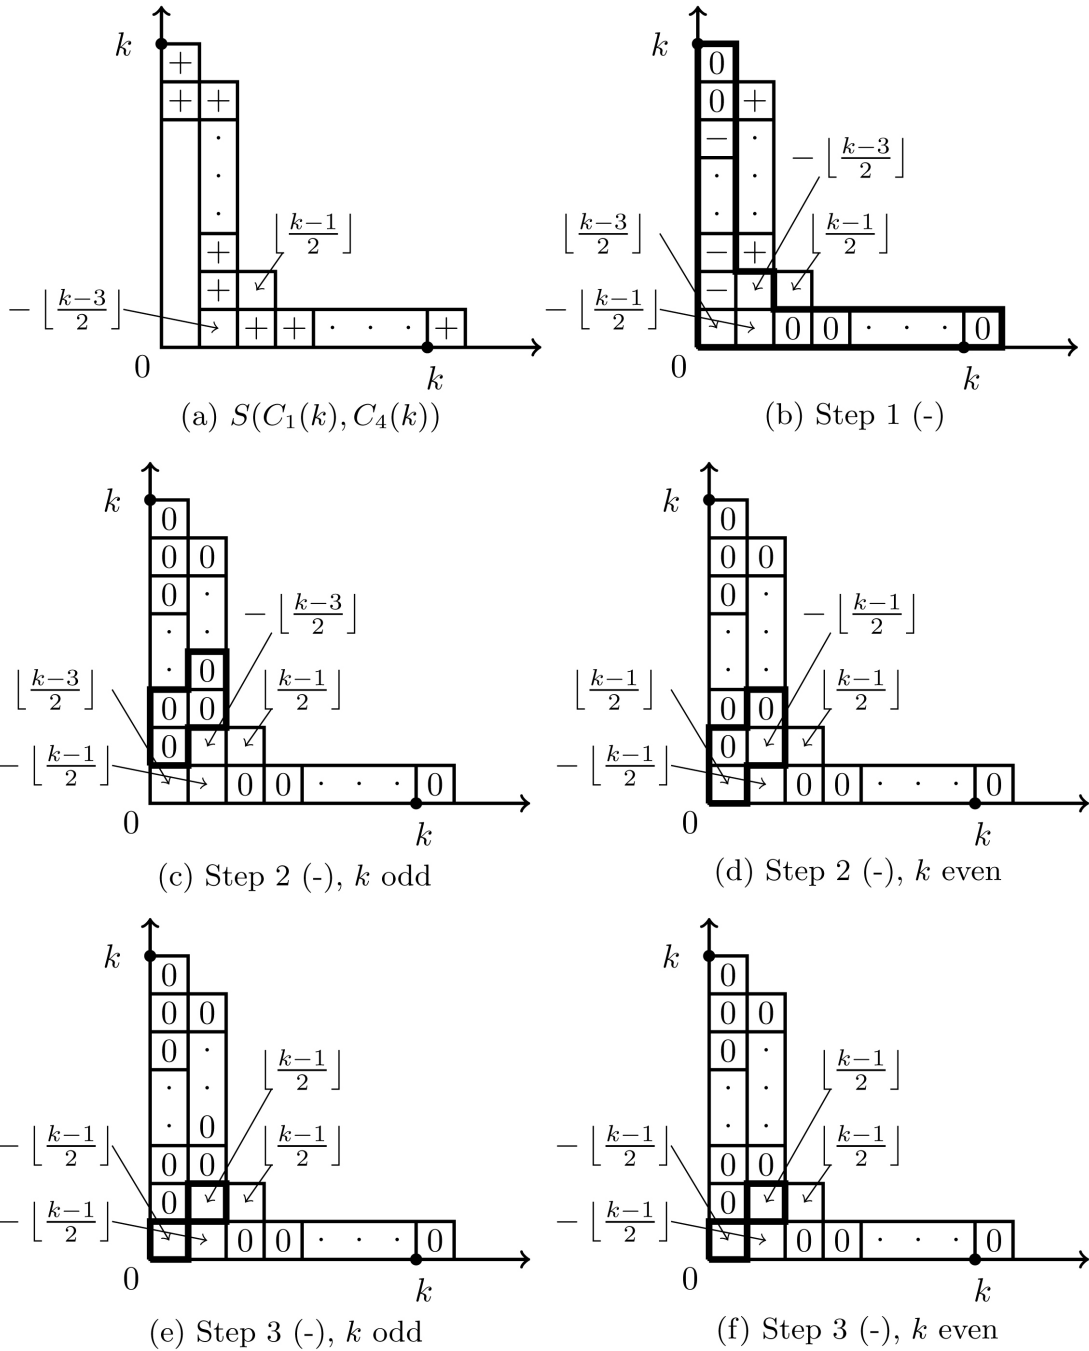 k
+
+ +
·
·
·
+
⌊(k−1)/2⌋
+
−⌊(k−3)/2⌋
+ + · · · +
0
k
(a) S(C₁(k), C₄(k))
k
0
0 +
− ·
−⌊(k−3)/2⌋
· ·
· ·
⌊(k−3)/2⌋
⌊(k−1)/2⌋
− +
−
−⌊(k−1)/2⌋
0 0 · · · 0
0
k
(b) Step 1 (-)
k
0
0 0
0 ·
−⌊(k−3)/2⌋
· ·
· 0
⌊(k−3)/2⌋
⌊(k−1)/2⌋
0 0
0
−⌊(k−1)/2⌋
0 0 · · · 0
0
k
(c) Step 2 (-), k odd
k
0
0 0
0 ·
−⌊(k−1)/2⌋
· ·
· ·
⌊(k−1)/2⌋
⌊(k−1)/2⌋
0 0
0
−⌊(k−1)/2⌋
0 0 · · · 0
0
k
(d) Step 2 (-), k even
k
0
0 0
0 ·
⌊(k−1)/2⌋
· ·
· 0
−⌊(k−1)/2⌋
⌊(k−1)/2⌋
0 0
0
−⌊(k−1)/2⌋
0 0 · · · 0
0
k
(e) Step 3 (-), k odd
k
0
0 0
0 ·
⌊(k−1)/2⌋
· ·
· ·
−⌊(k−1)/2⌋
⌊(k−1)/2⌋
0 0
0
−⌊(k−1)/2⌋
0 0 · · · 0
0
k
(f) Step 3 (-), k even